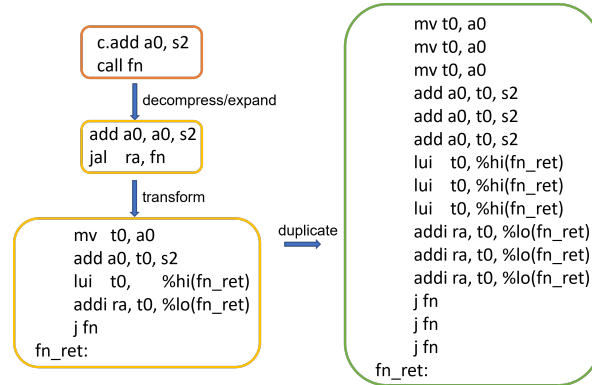 c.add a0, s2
call fn
decompress/expand
add a0, a0, s2
jal ra, fn
transform
mv t0, a0
add a0, t0, s2
lui t0, %hi(fn_ret)
addi ra, t0, %lo(fn_ret)
j fn
fn_ret:
duplicate
mv t0, a0
mv t0, a0
mv t0, a0
add a0, t0, s2
add a0, t0, s2
add a0, t0, s2
lui t0, %hi(fn_ret)
lui t0, %hi(fn_ret)
lui t0, %hi(fn_ret)
addi ra, t0, %lo(fn_ret)
addi ra, t0, %lo(fn_ret)
addi ra, t0, %lo(fn_ret)
j fn
j fn
j fn
fn_ret: